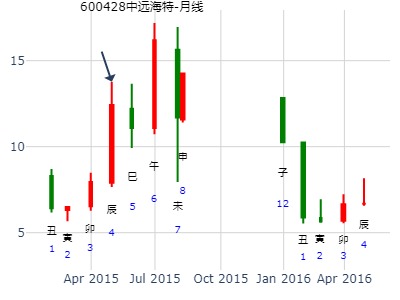 600428中远海特-月线
15
10
5
丑
寅
卯
辰
巳
午
未
申
子
丑
寅
卯
辰
1
2
3
4
5
6
7
8
12
1
2
3
4
Apr 2015
Jul 2015
Oct 2015
Jan 2016
Apr 2016